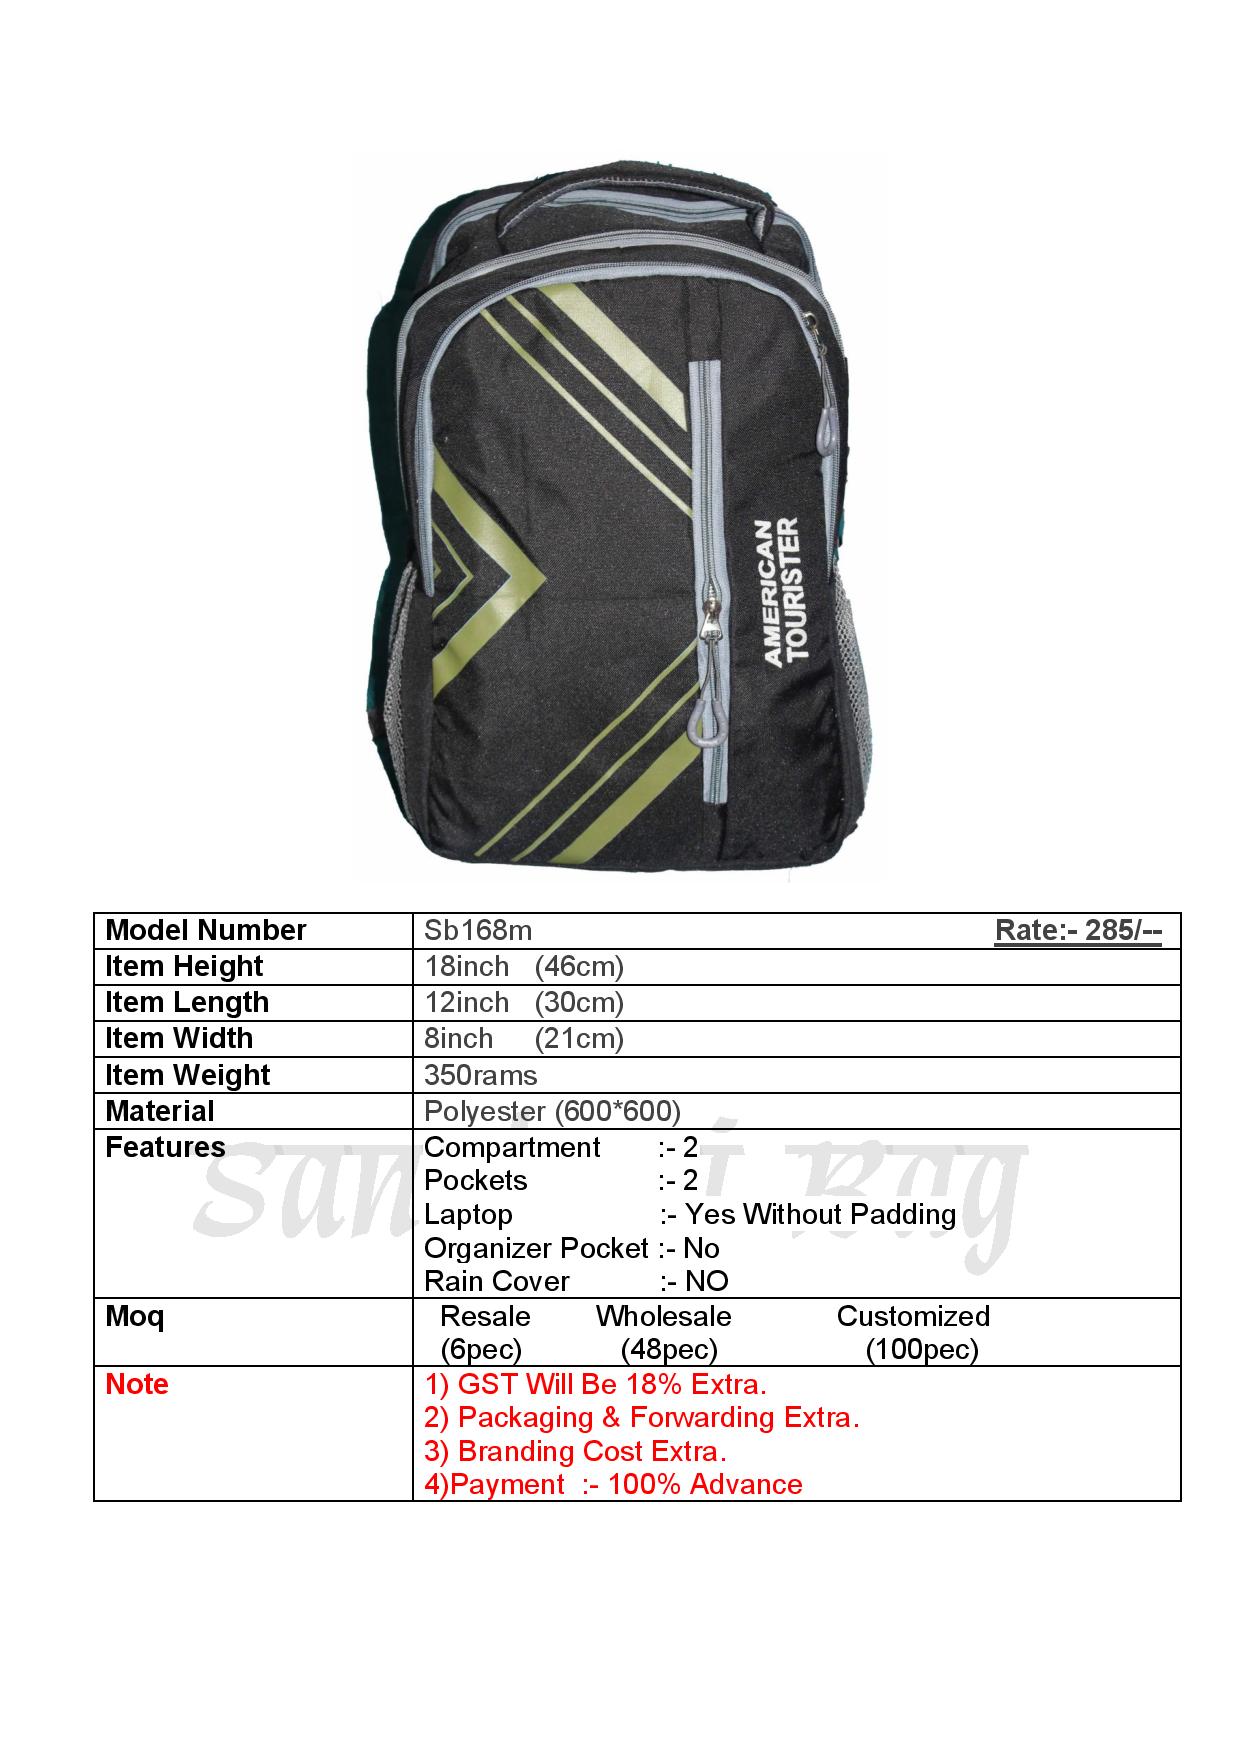 AMERICAN
TOURISTER
Model Number Sb168m Rate:- 285/--
Item Height 18inch (46cm)
Item Length 12inch (30cm)
Item Width 8inch (21cm)
Item Weight 350rams
Material Polyester (600*600)
Features Compartment :- 2
Pockets :- 2
Laptop :- Yes Without Padding
Organizer Pocket :- No
Rain Cover :- NO
Moq Resale Wholesale Customized
(6pec) (48pec) (100pec)
Note 1) GST Will Be 18% Extra.
2) Packaging & Forwarding Extra.
3) Branding Cost Extra.
4)Payment :- 100% Advance
Bag